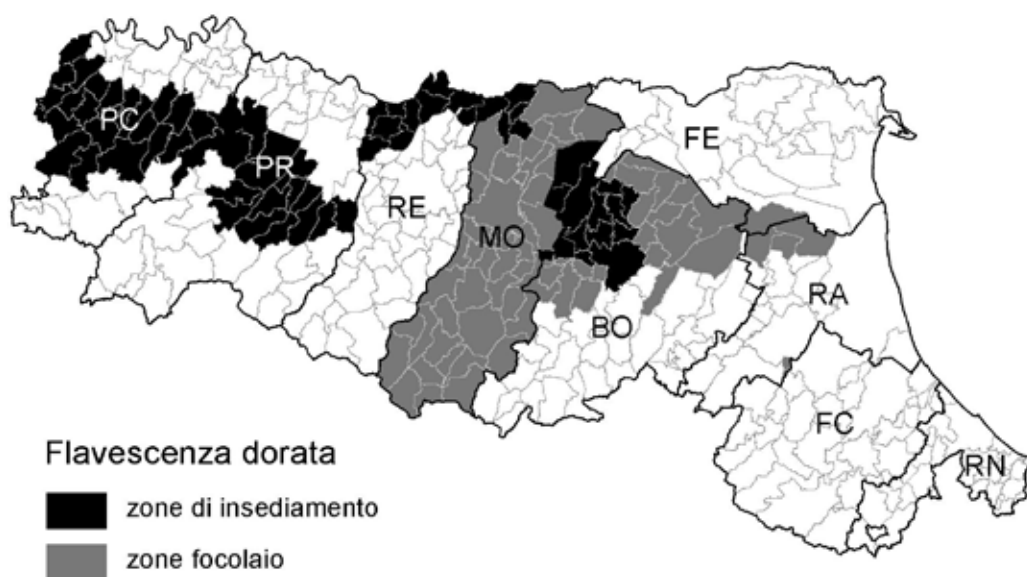 PC
PR
RE
MO
BO
FE
RA
FC
RN
Flavescenza dorata
zone di insediamento
zone focolaio